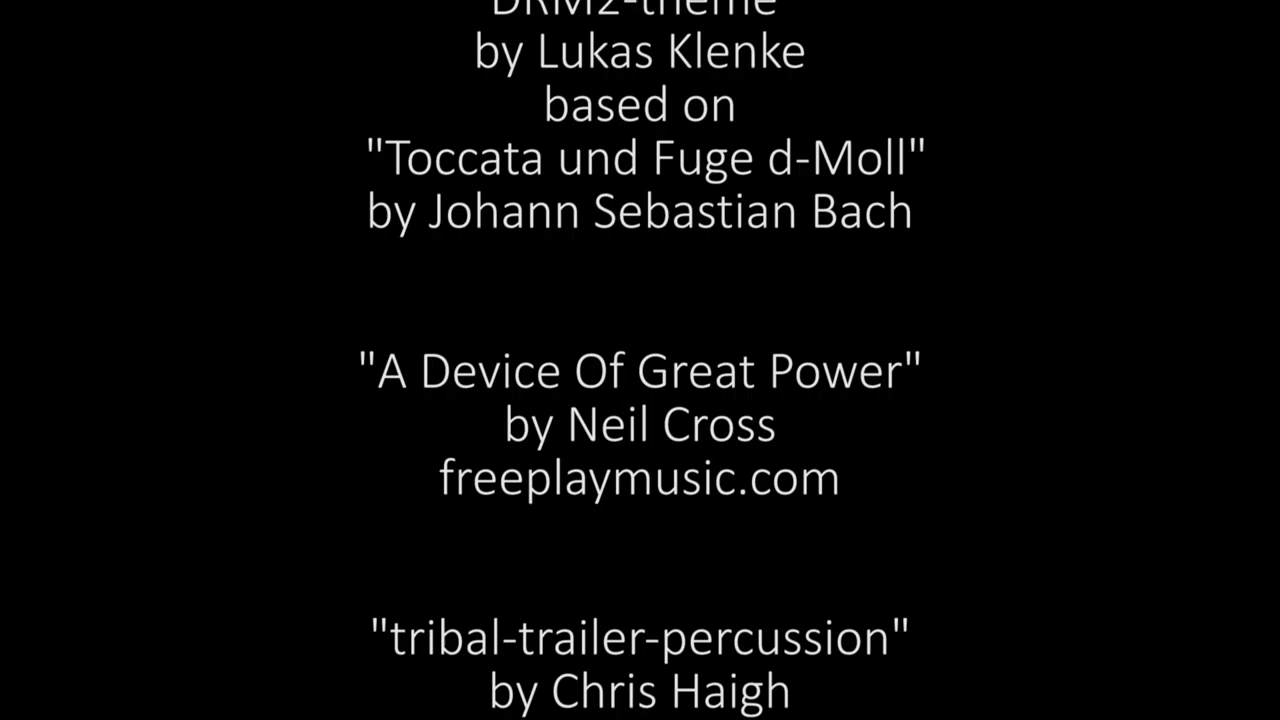 DRM2-theme
by Lukas Klenke
based on
"Toccata und Fuge d-Moll"
by Johann Sebastian Bach
"A Device Of Great Power"
by Neil Cross
freeplaymusic.com
"tribal-trailer-percussion"
by Chris Haigh